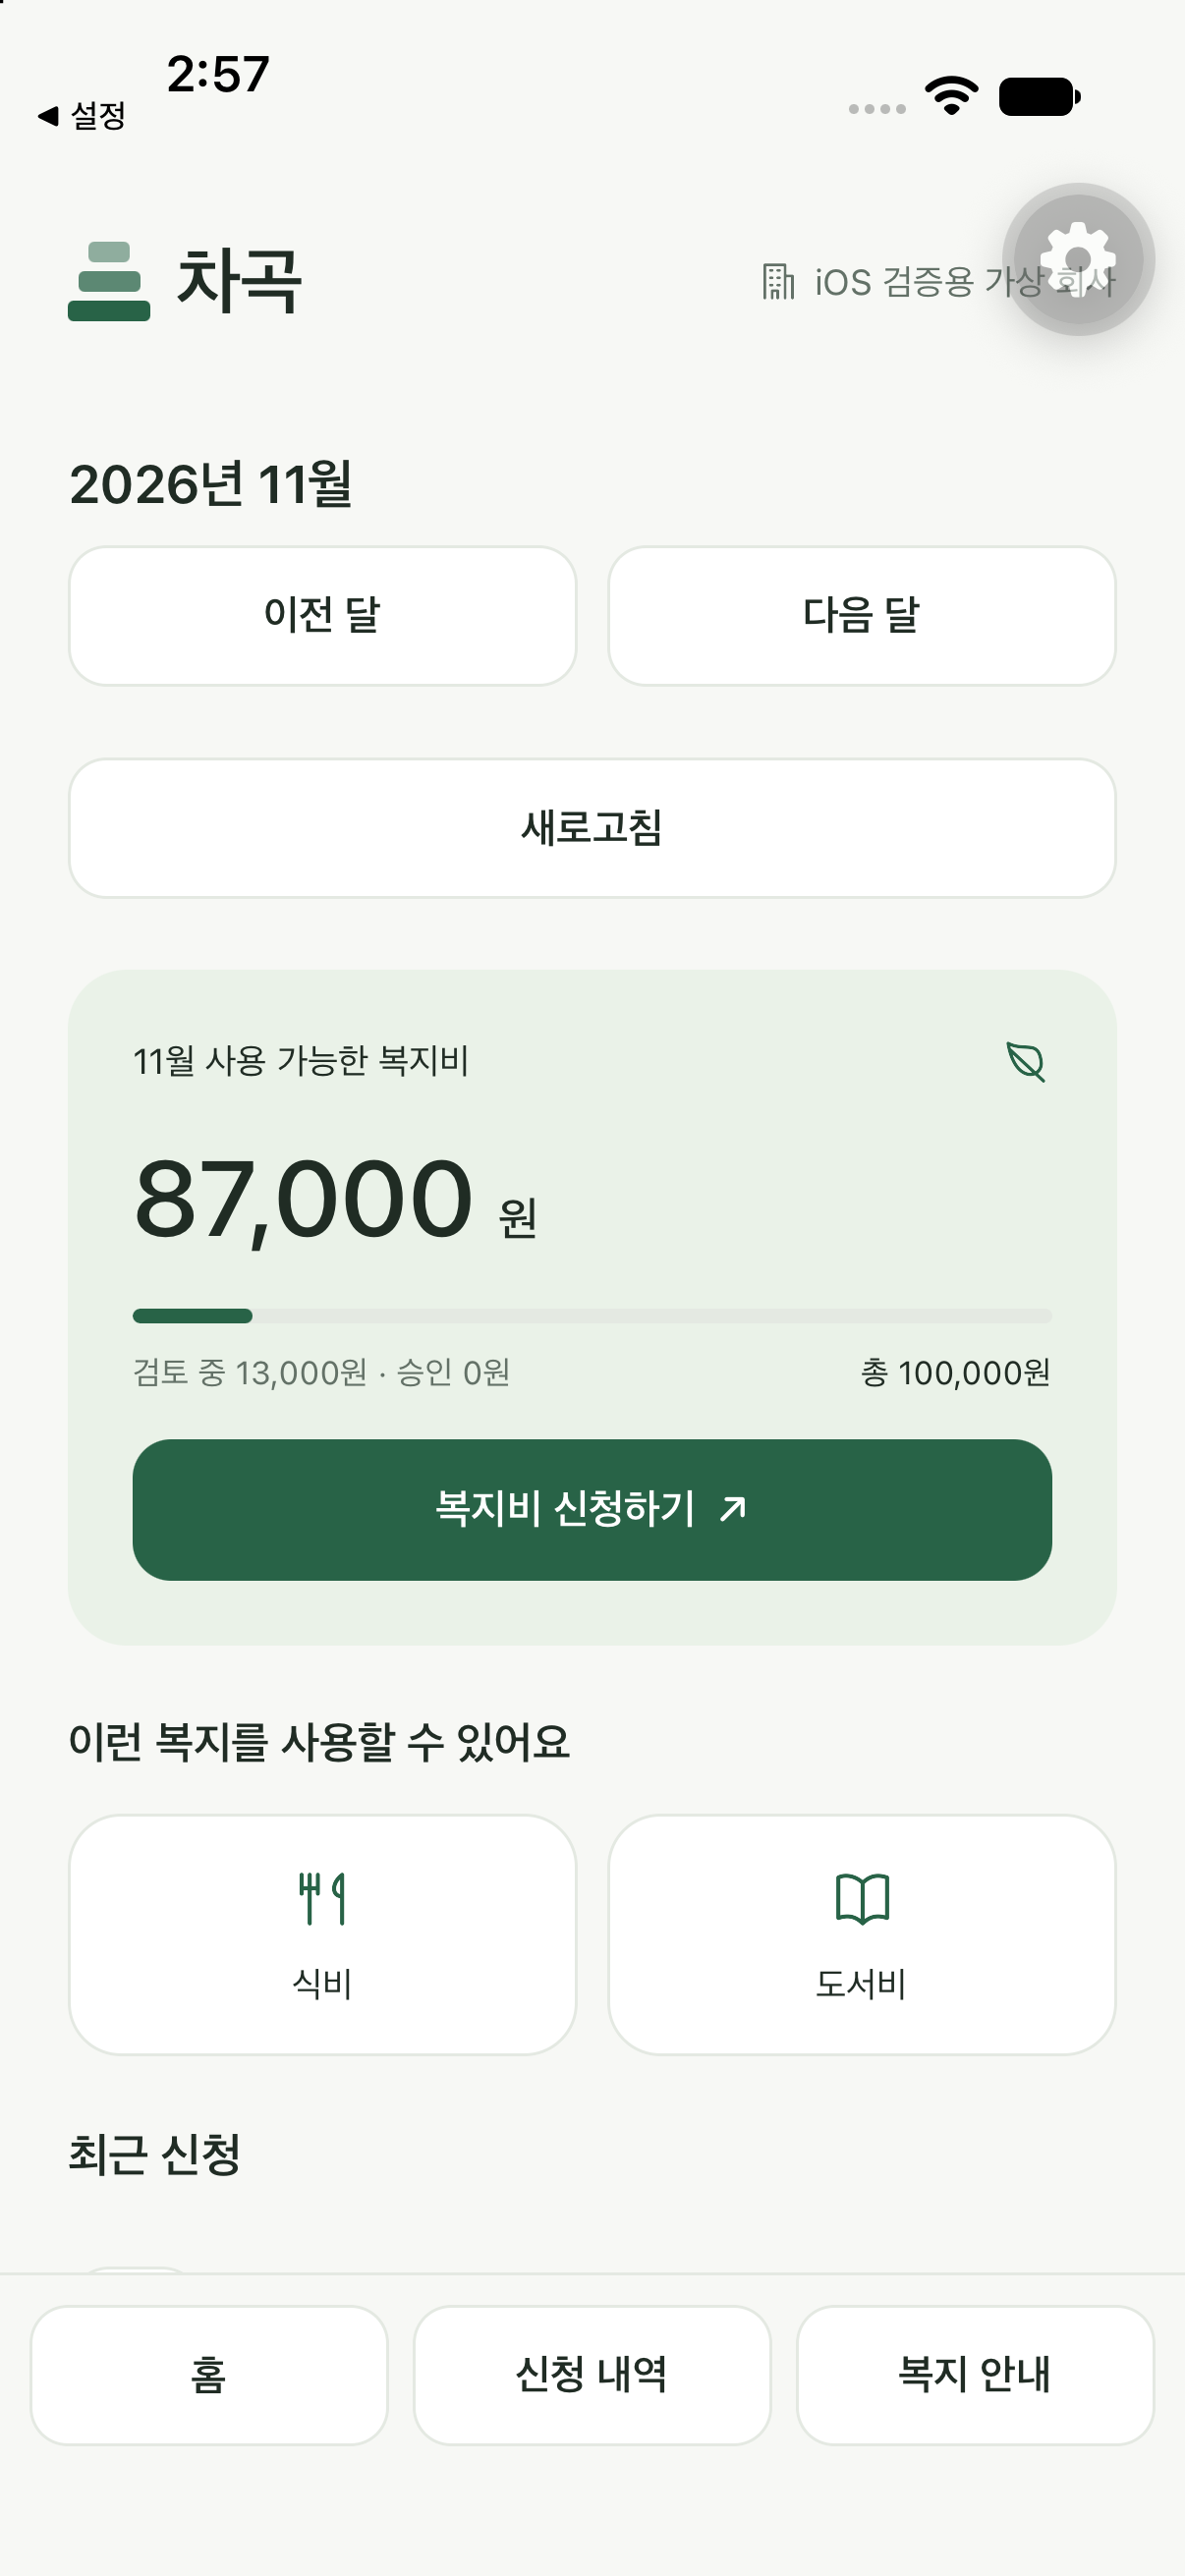 2:57
◀ 설정
차곡
iOS 검증용 가상 회사
2026년 11월
이전 달
다음 달
새로고침
11월 사용 가능한 복지비
87,000 원
검토 중 13,000원 · 승인 0원
총 100,000원
복지비 신청하기 ↗
이런 복지를 사용할 수 있어요
식비
도서비
최근 신청
홈
신청 내역
복지 안내